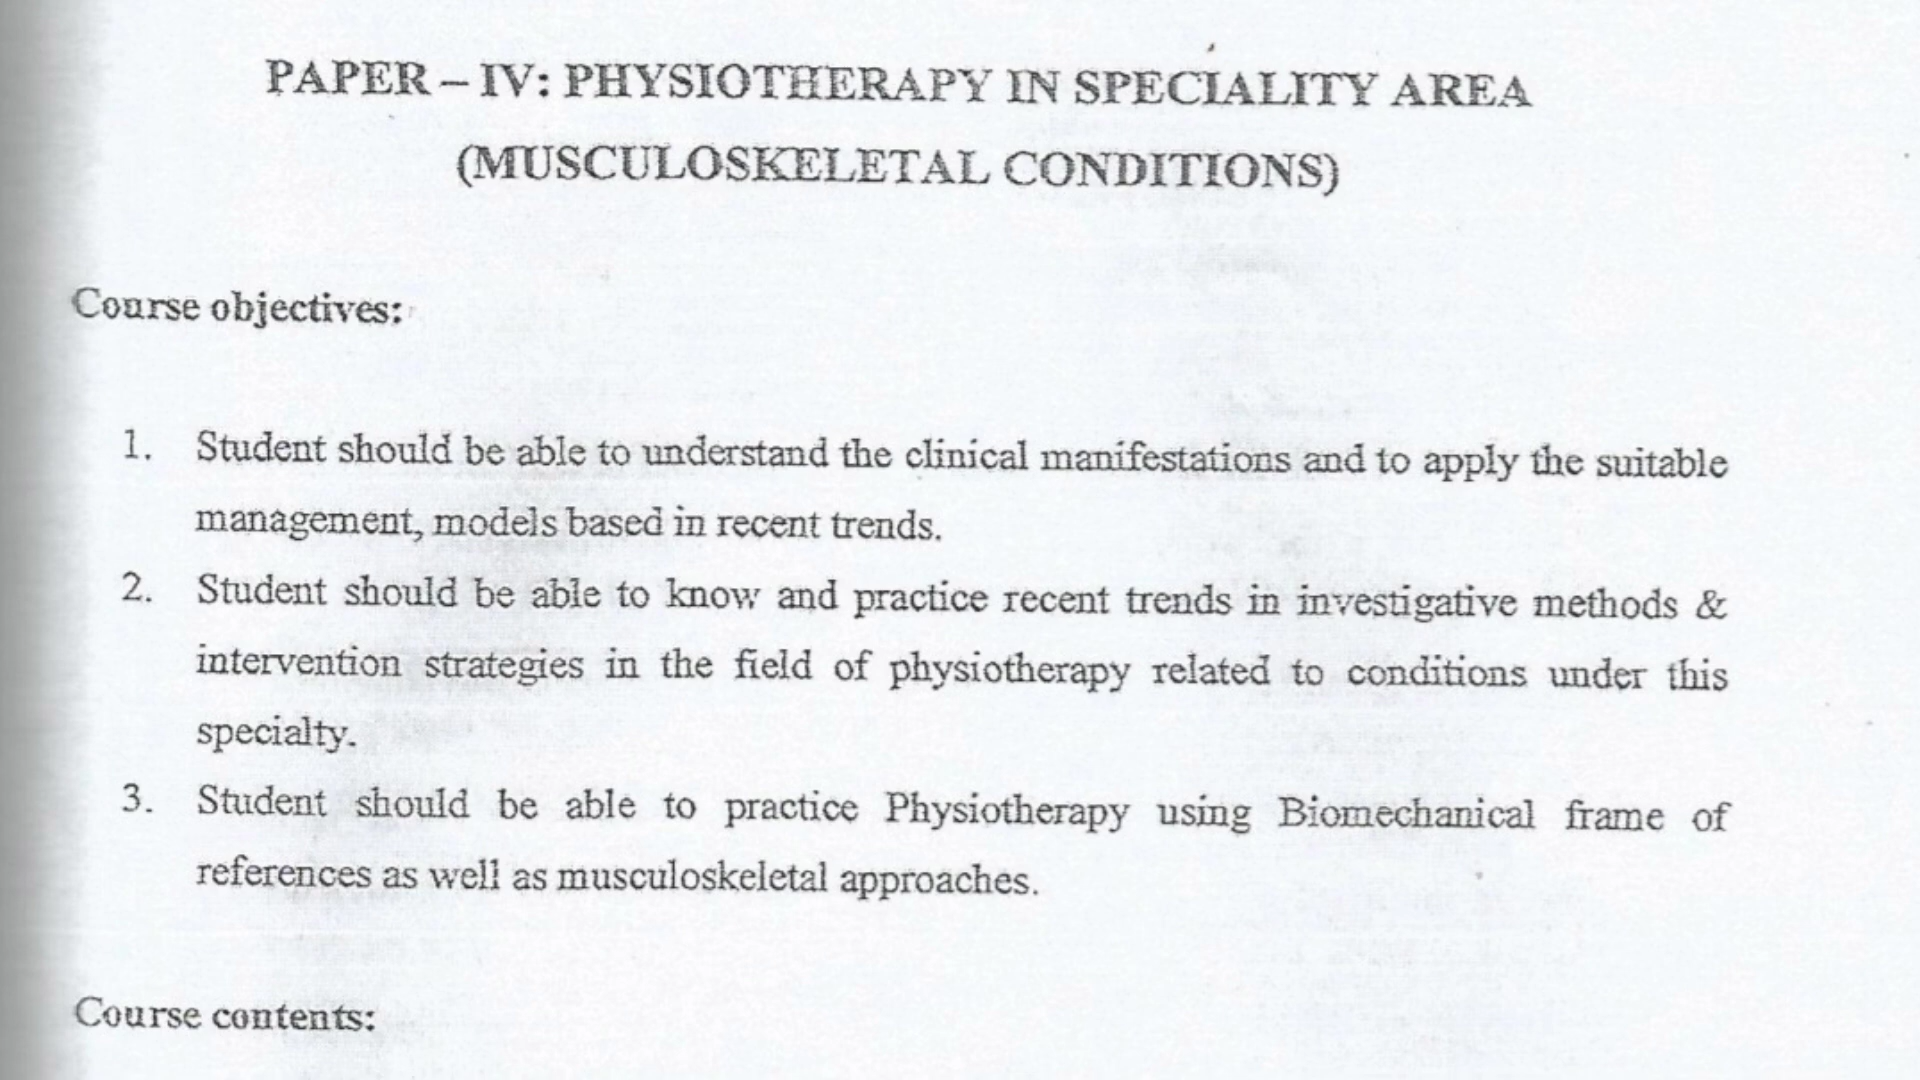 PAPER – IV: PHYSIOTHERAPY IN SPECIALITY AREA
(MUSCULOSKELETAL CONDITIONS)
Course objectives:
1. Student should be able to understand the clinical manifestations and to apply the suitable
management, models based in recent trends.
2. Student should be able to know and practice recent trends in investigative methods &
intervention strategies in the field of physiotherapy related to conditions under this
specialty.
3. Student should be able to practice Physiotherapy using Biomechanical frame of
references as well as musculoskeletal approaches.
Course contents: